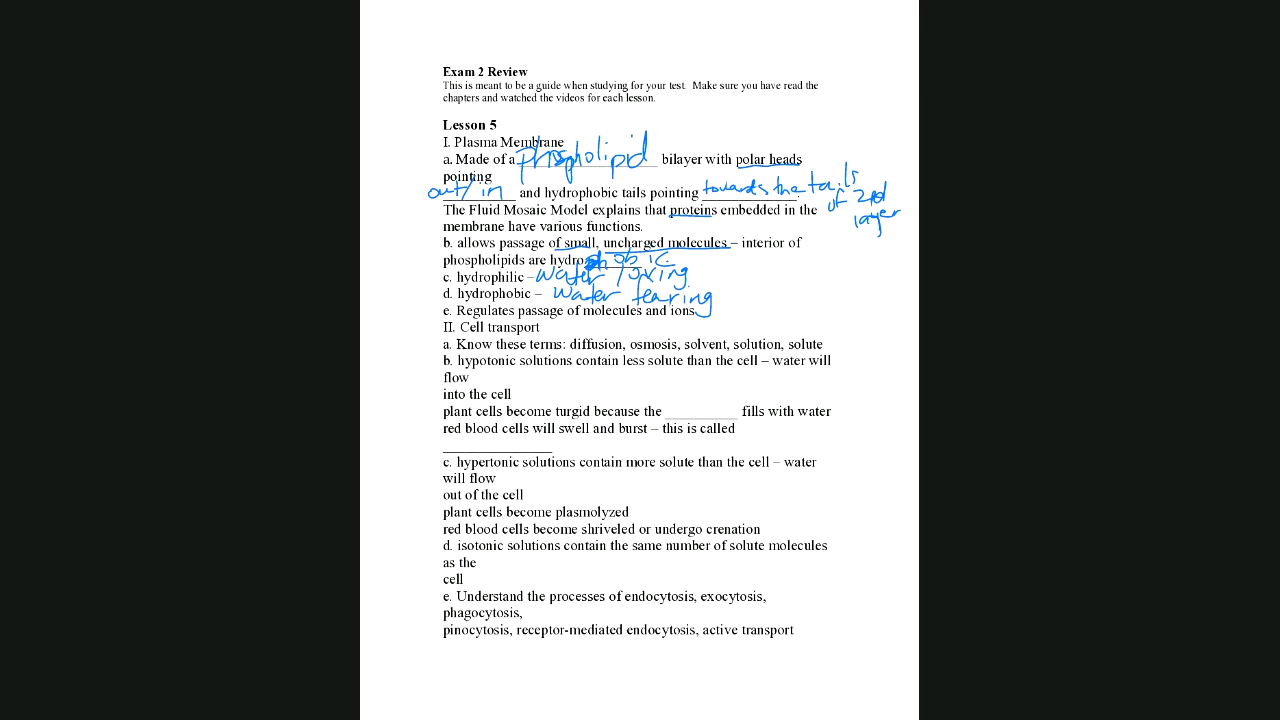 Exam 2 Review
This is meant to be a guide when studying for your test.  Make sure you have read the
chapters and watched the videos for each lesson.
Lesson 5
I. Plasma Membrane
a. Made of a phospholipid bilayer with polar heads
pointing
out/in and hydrophobic tails pointing towards the tails of 2nd layer.
The Fluid Mosaic Model explains that proteins embedded in the
membrane have various functions.
b. allows passage of small, uncharged molecules – interior of
phospholipids are hydrophobic
c. hydrophilic – water loving
d. hydrophobic – water fearing
e. Regulates passage of molecules and ions
II. Cell transport
a. Know these terms: diffusion, osmosis, solvent, solution, solute
b. hypotonic solutions contain less solute than the cell – water will
flow
into the cell
plant cells become turgid because the __________ fills with water
red blood cells will swell and burst – this is called
_______________
c. hypertonic solutions contain more solute than the cell – water
will flow
out of the cell
plant cells become plasmolyzed
red blood cells become shriveled or undergo crenation
d. isotonic solutions contain the same number of solute molecules
as the
cell
e. Understand the processes of endocytosis, exocytosis,
phagocytosis,
pinocytosis, receptor-mediated endocytosis, active transport